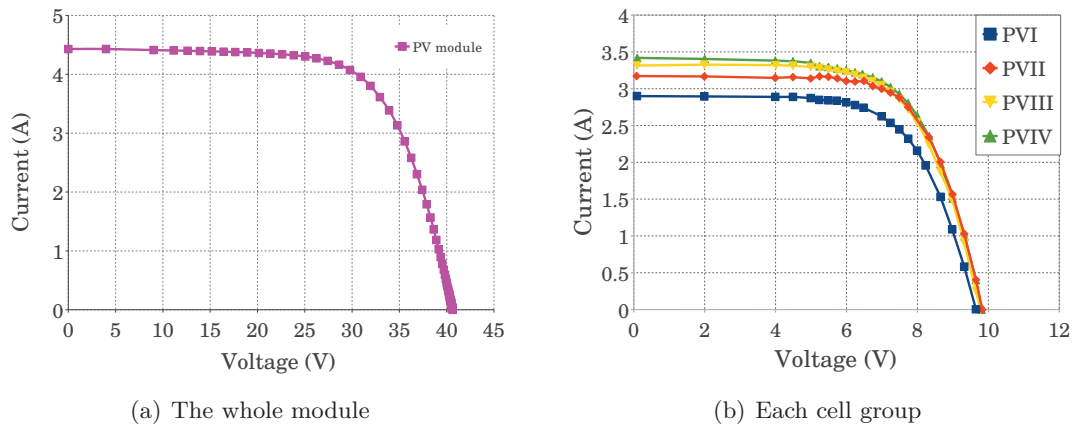 5
4
3
2
1
0
0 5 10 15 20 25 30 35 40 45
Current (A)
Voltage (V)
PV module
(a) The whole module
4
3.5
3
2.5
2
1.5
1
0.5
0
0 2 4 6 8 10 12
Current (A)
Voltage (V)
PVI
PVII
PVIII
PVIV
(b) Each cell group